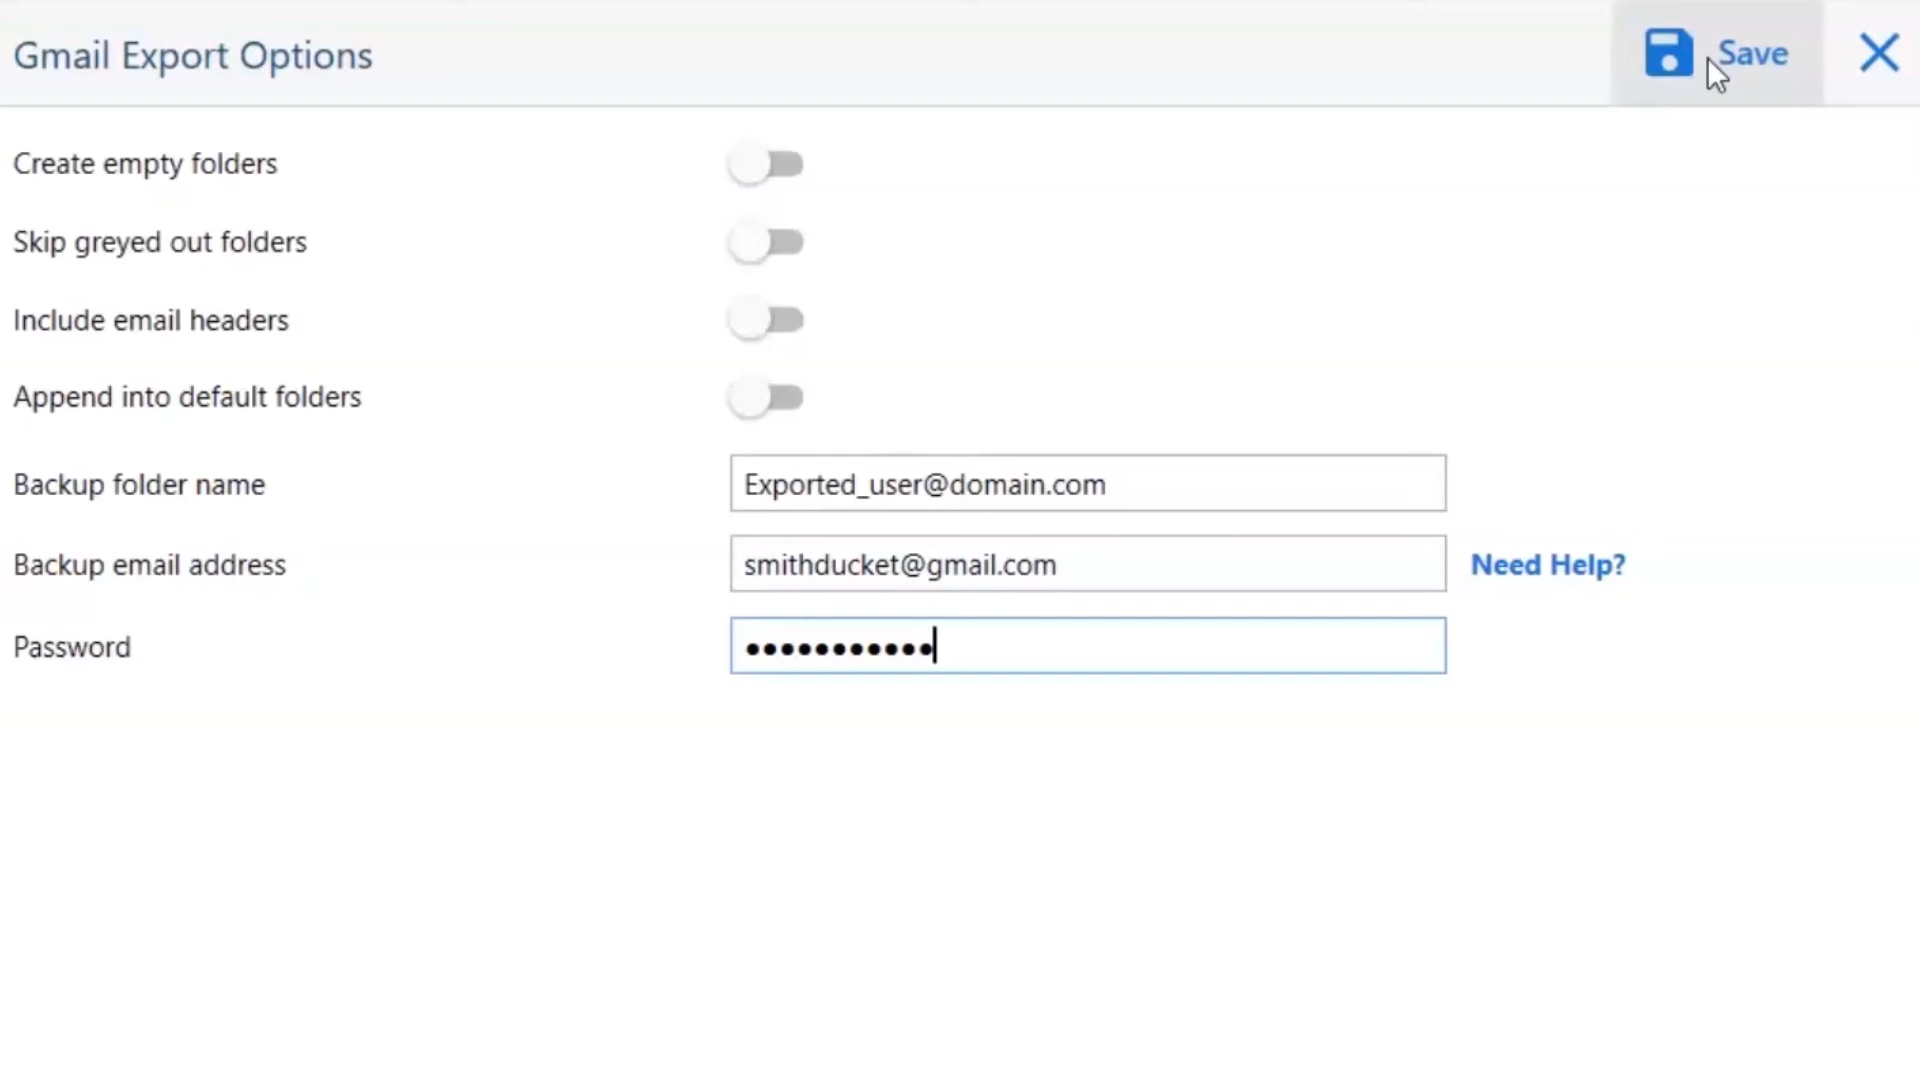 Gmail Export Options
Save
Create empty folders
Skip greyed out folders
Include email headers
Append into default folders
Backup folder name
Exported_user@domain.com
Backup email address
smithducket@gmail.com
Need Help?
Password
•••••••••••